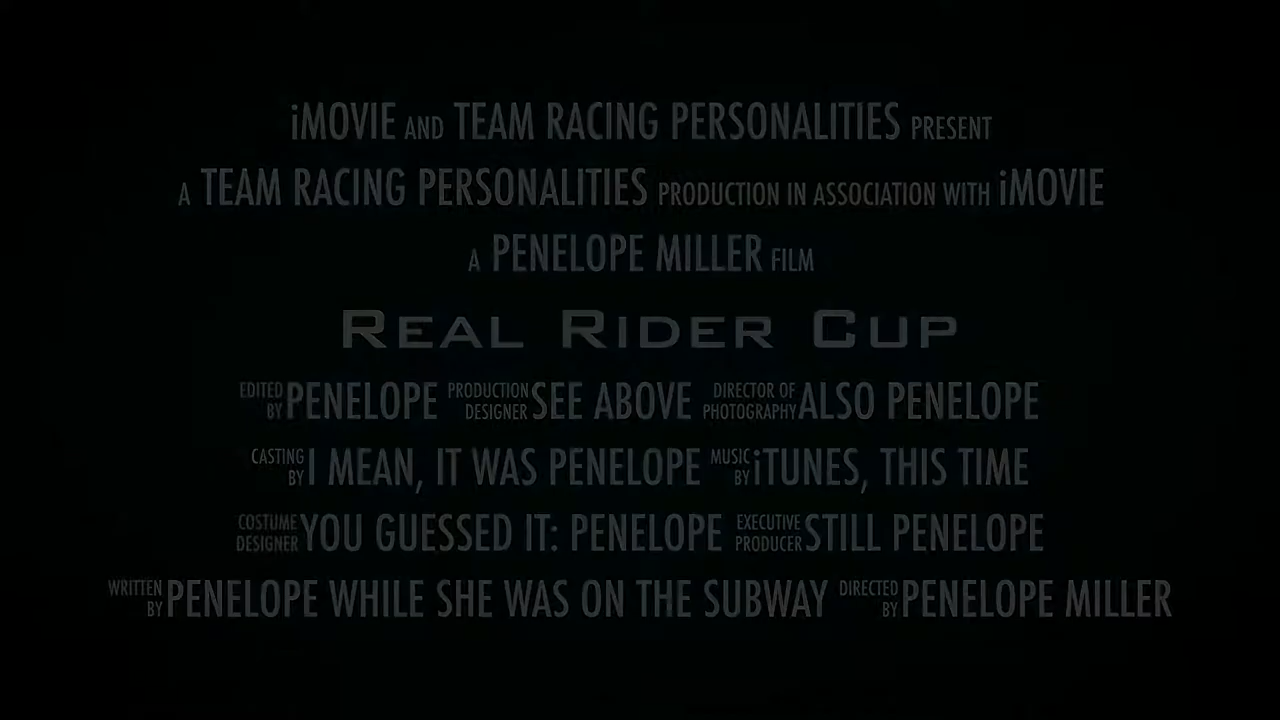 iMOVIE AND TEAM RACING PERSONALITIES PRESENT
A TEAM RACING PERSONALITIES PRODUCTION IN ASSOCIATION WITH iMOVIE
A PENELOPE MILLER FILM
REAL RIDER CUP
EDITED BY PENELOPE PRODUCTION DESIGNER SEE ABOVE DIRECTOR OF PHOTOGRAPHY ALSO PENELOPE
CASTING BY I MEAN, IT WAS PENELOPE MUSIC BY iTUNES, THIS TIME
COSTUME DESIGNER YOU GUESSED IT: PENELOPE EXECUTIVE PRODUCER STILL PENELOPE
WRITTEN BY PENELOPE WHILE SHE WAS ON THE SUBWAY DIRECTED BY PENELOPE MILLER